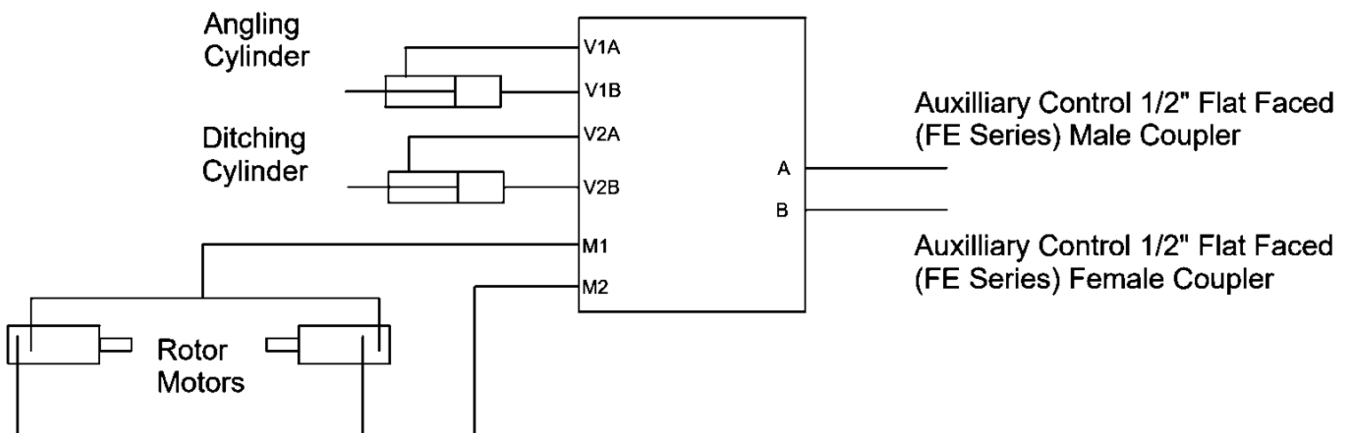 Angling
Cylinder
V1A
V1B
Ditching
Cylinder
V2A
V2B
M1
M2
Rotor
Motors
A
B
Auxilliary Control 1/2" Flat Faced
(FE Series) Male Coupler
Auxilliary Control 1/2" Flat Faced
(FE Series) Female Coupler